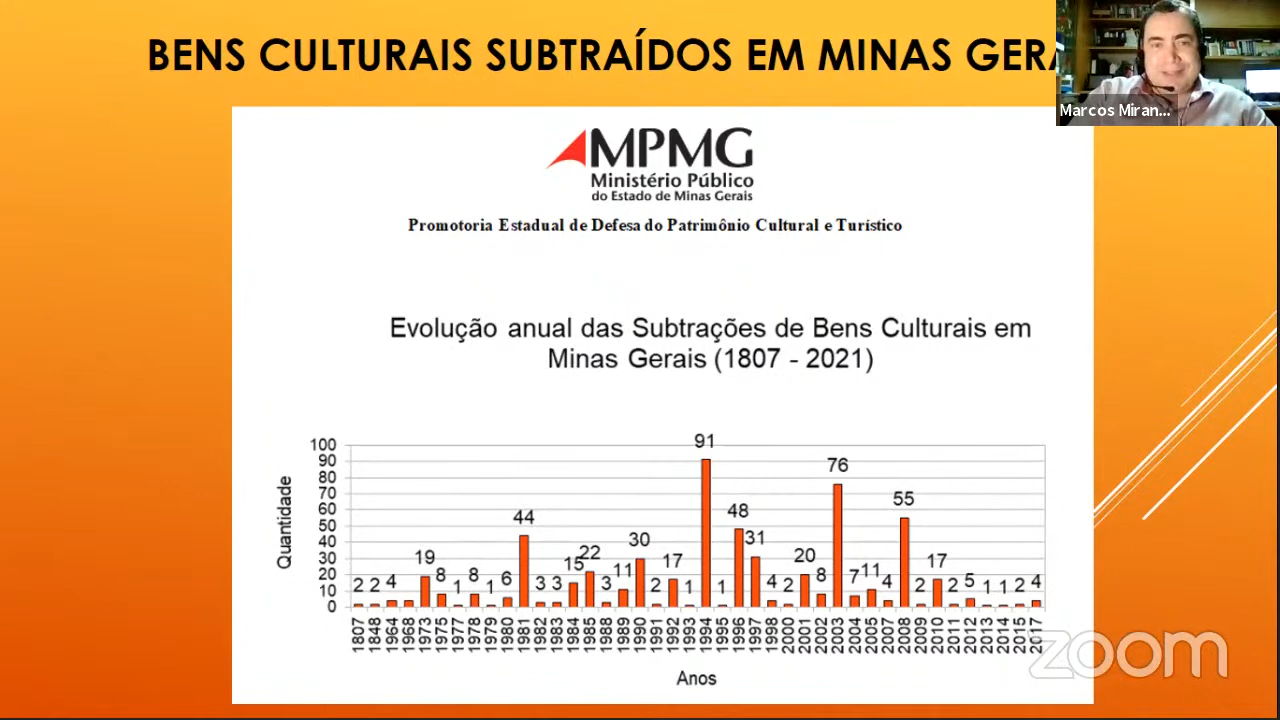 BENS CULTURAIS SUBTRAÍDOS EM MINAS GERA
Marcos Miran...
MPMG
Ministério Público
do Estado de Minas Gerais
Promotoria Estadual de Defesa do Patrimônio Cultural e Turístico
Evolução anual das Subtrações de Bens Culturais em
Minas Gerais (1807 - 2021)
Quantidade
100
90
80
70
60
50
40
30
20
10
0
2 2 4 19 8 1 8 1 6 44 3 3 15 22 3 11 30 2 17 1 91 1 48 31 4 2 20 8 76 7 11 4 55 2 17 2 5 1 1 2 4
1807 1848 1964 1968 1973 1975 1977 1978 1979 1980 1981 1982 1983 1984 1985 1988 1989 1990 1991 1992 1993 1994 1995 1996 1997 1998 2000 2001 2002 2003 2004 2005 2007 2008 2009 2010 2011 2012 2013 2014 2015 2017
Anos
zoom